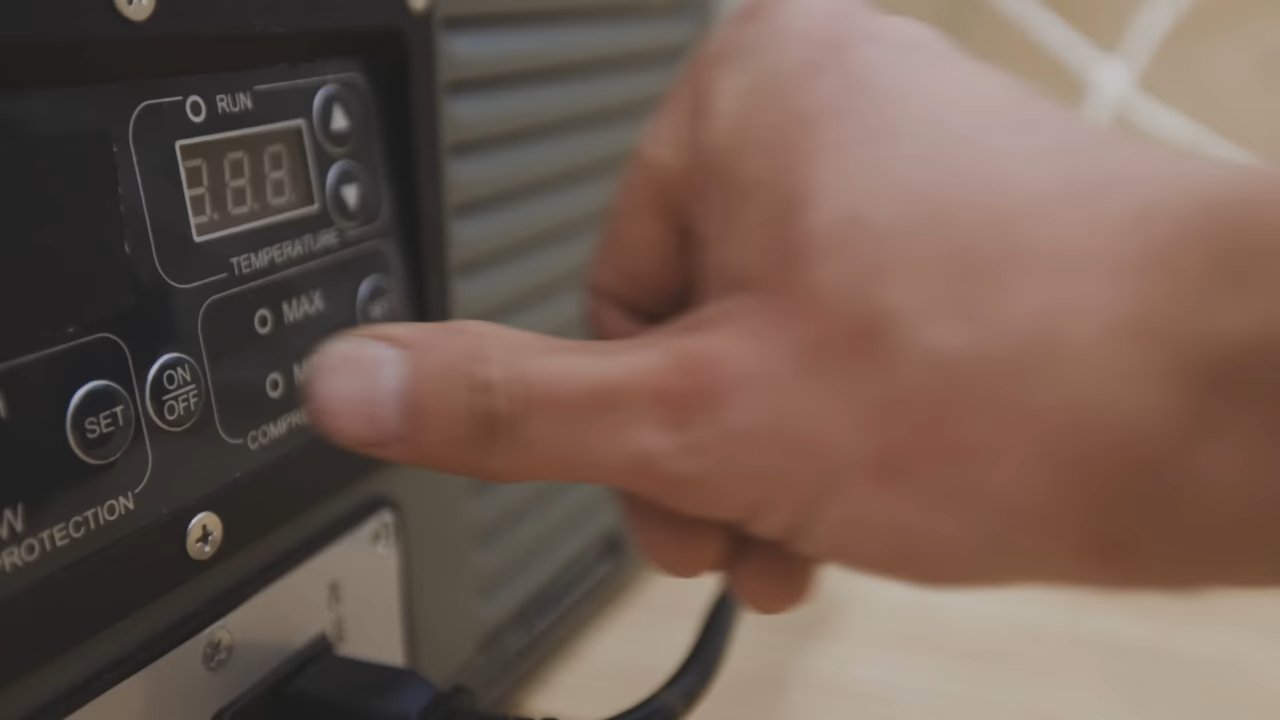 RUN
8.8.8
TEMPERATURE
MAX
M
COMPRE
ON
OFF
SET
W
PROTECTION